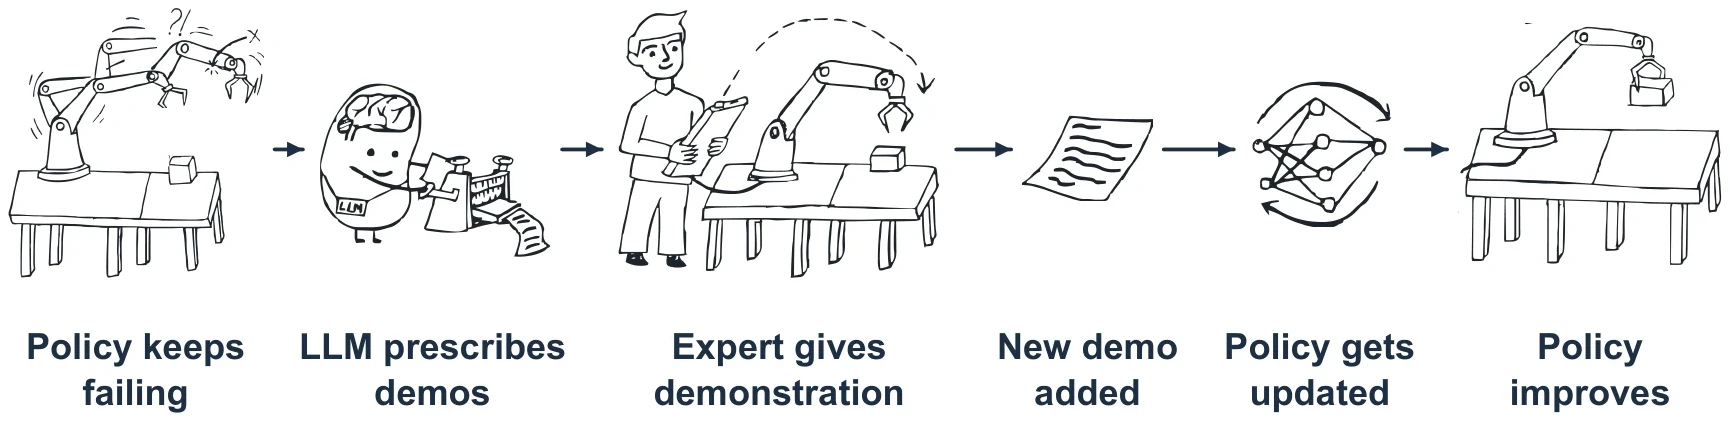 ?/
x
LLM
Policy keeps
failing
LLM prescribes
demos
Expert gives
demonstration
New demo
added
Policy gets
updated
Policy
improves